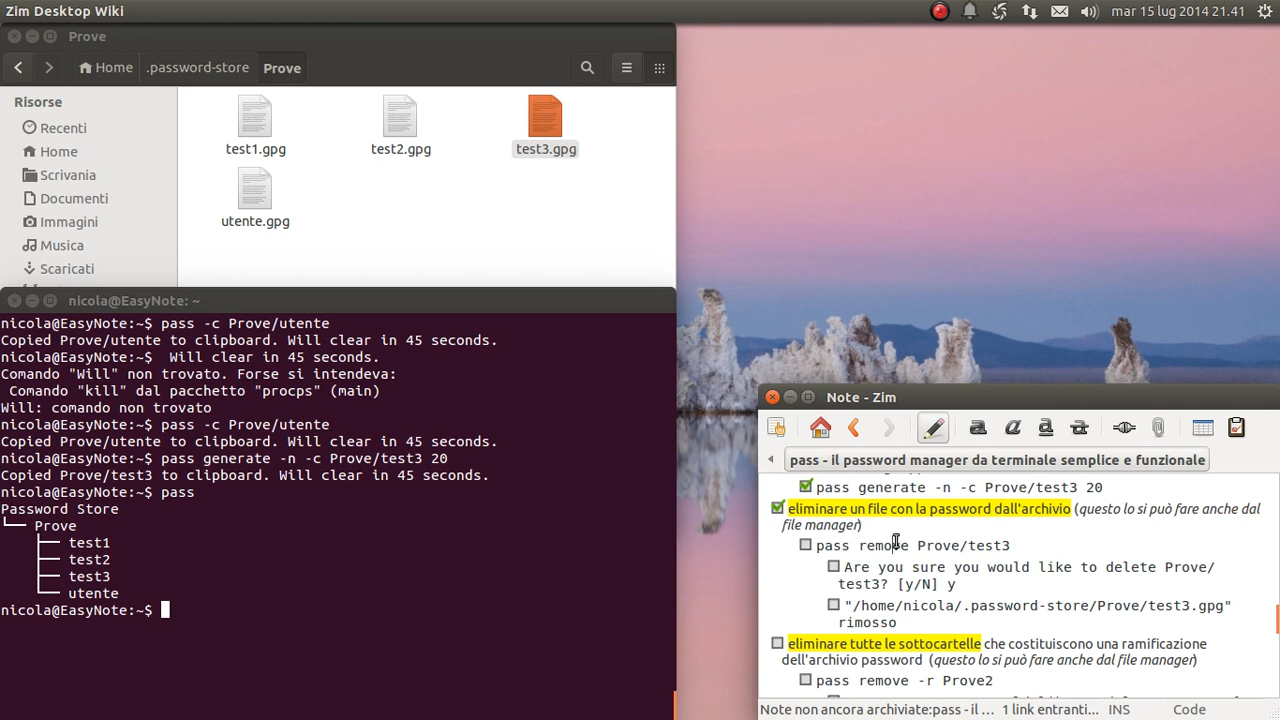 Zim Desktop Wiki
mar 15 lug 2014 21.41
Prove
Home .password-store Prove
Risorse
Recenti
Home
Scrivania
Documenti
Immagini
Musica
Scaricati
test1.gpg test2.gpg test3.gpg
utente.gpg
nicola@EasyNote: ~
nicola@EasyNote:~$ pass -c Prove/utente
Copied Prove/utente to clipboard. Will clear in 45 seconds.
nicola@EasyNote:~$  Will clear in 45 seconds.
Comando "Will" non trovato. Forse si intendeva:
Comando "kill" dal pacchetto "procps" (main)
Will: comando non trovato
nicola@EasyNote:~$ pass -c Prove/utente
Copied Prove/utente to clipboard. Will clear in 45 seconds.
nicola@EasyNote:~$ pass generate -n -c Prove/test3 20
Copied Prove/test3 to clipboard. Will clear in 45 seconds.
nicola@EasyNote:~$ pass
Password Store
Prove
test1
test2
test3
utente
nicola@EasyNote:~$
Note - Zim
a a a a
pass - il password manager da terminale semplice e funzionale
pass generate -n -c Prove/test3 20
eliminare un file con la password dall'archivio (questo lo si può fare anche dal
file manager)
pass remove Prove/test3
Are you sure you would like to delete Prove/
test3? [y/N] y
"/home/nicola/.password-store/Prove/test3.gpg"
rimosso
eliminare tutte le sottocartelle che costituiscono una ramificazione
dell'archivio password (questo lo si può fare anche dal file manager)
pass remove -r Prove2
Note non ancora archiviate:pass - il ... 1 link entranti... INS Code